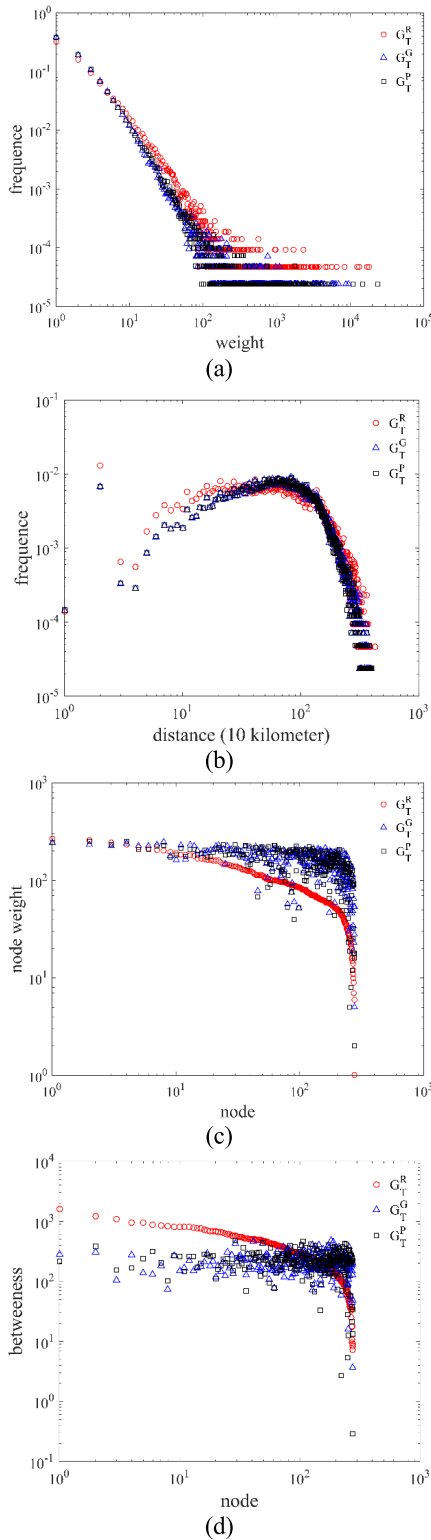 10^0
10^-1
10^-2
10^-3
10^-4
10^-5
frequence
10^0 10^1 10^2 10^3 10^4 10^5
weight
G_T^R
G_T^G
G_T^P
(a)
10^-1
10^-2
10^-3
10^-4
10^-5
frequence
10^0 10^1 10^2 10^3
distance (10 kilometer)
G_T^R
G_T^G
G_T^P
(b)
10^3
10^2
10^1
10^0
node weight
10^0 10^1 10^2 10^3
node
G_T^R
G_T^G
G_T^P
(c)
10^4
10^3
10^2
10^1
10^0
10^-1
betweeness
10^0 10^1 10^2 10^3
node
G_T^R
G_T^G
G_T^P
(d)